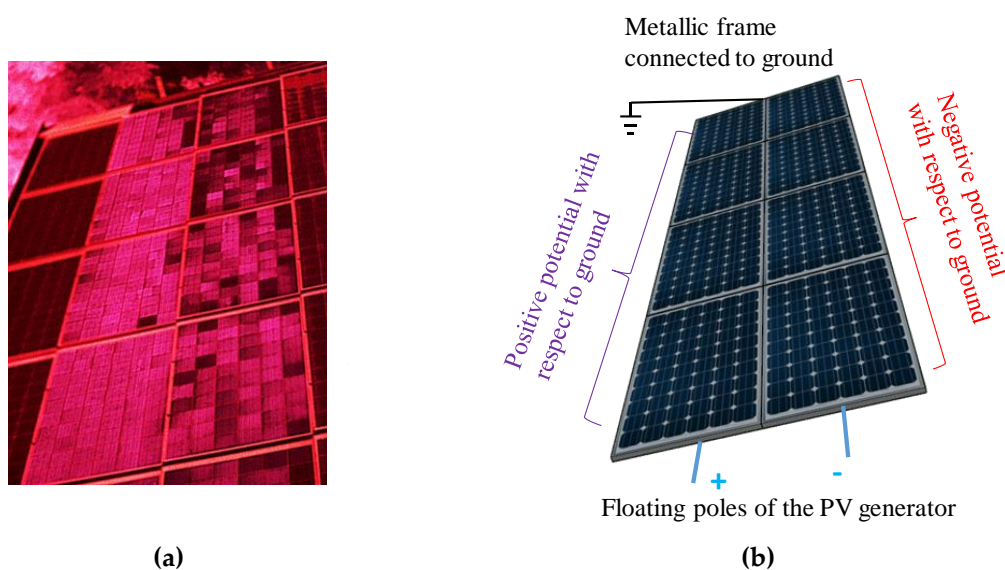 Metallic frame
connected to ground
Positive potential with
respect to ground
Negative potential
with respect to ground
+
-
Floating poles of the PV generator
(a)
(b)